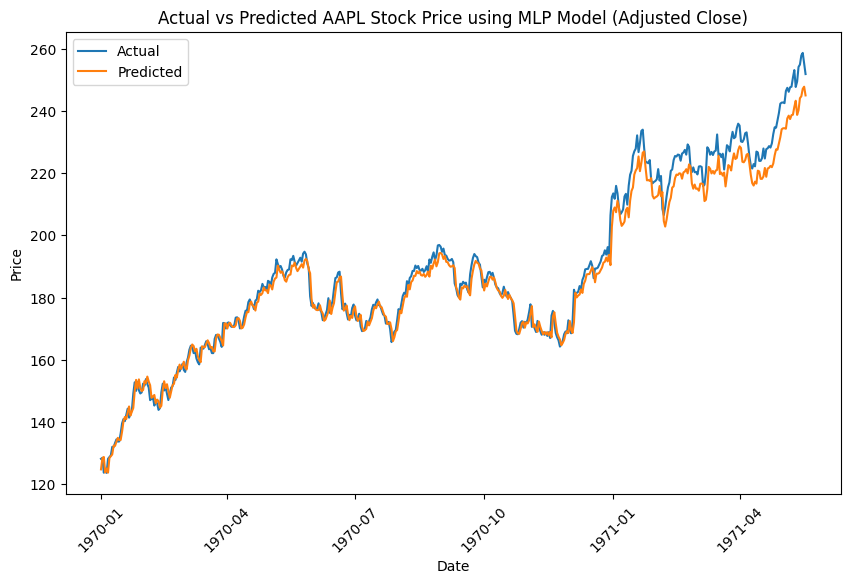 Actual vs Predicted AAPL Stock Price using MLP Model (Adjusted Close)
Actual
Predicted
260
240
220
200
180
160
140
120
Price
1970-01
1970-04
1970-07
1970-10
1971-01
1971-04
Date